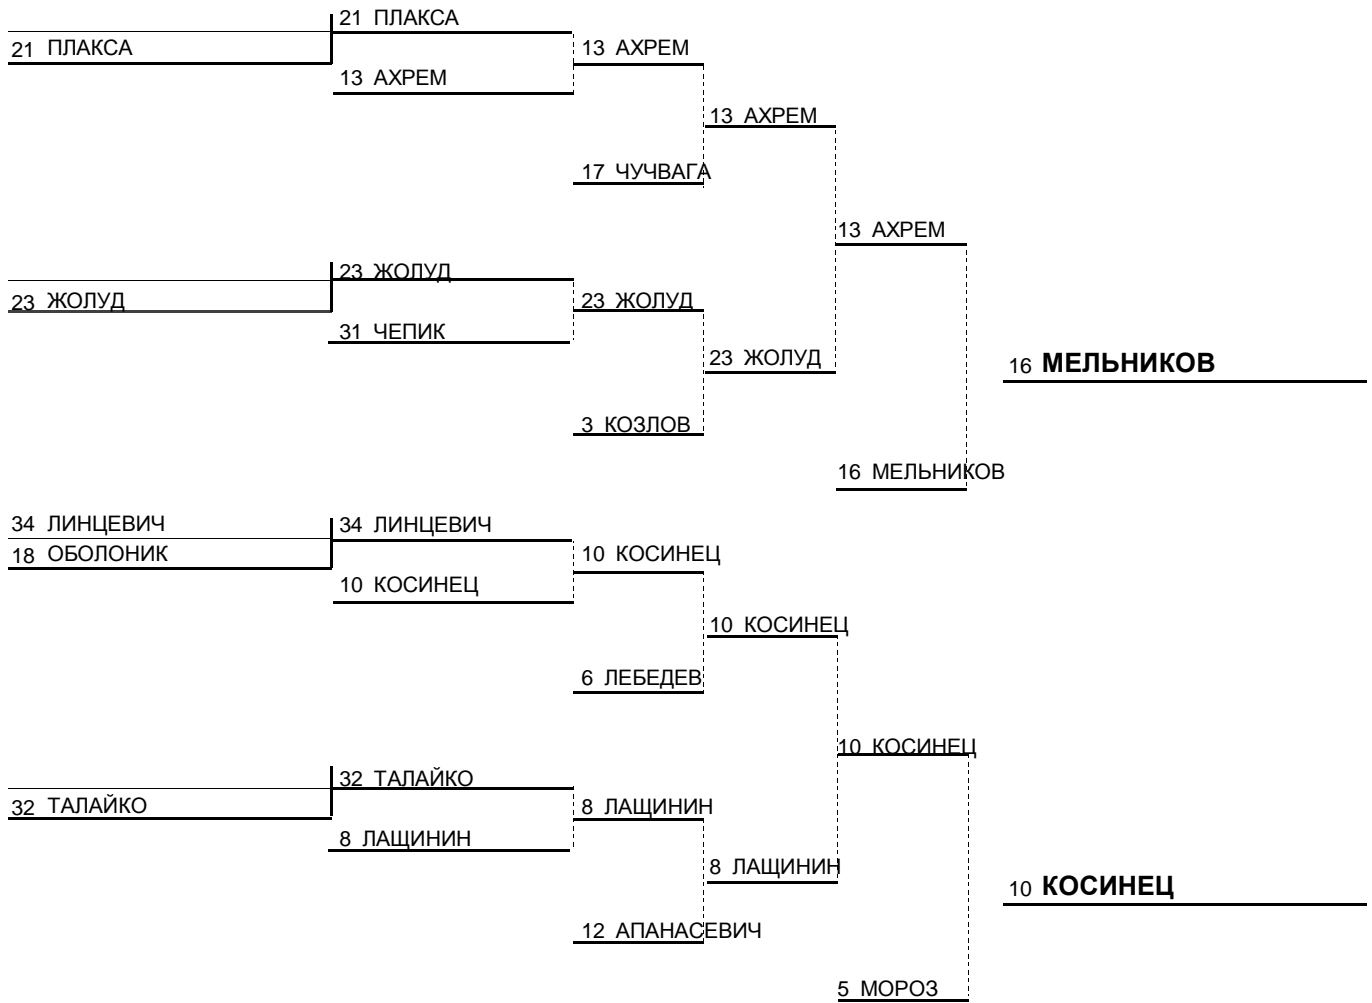 21 ПЛАКСА
21 ПЛАКСА
13 АХРЕМ
13 АХРЕМ
13 АХРЕМ
17 ЧУЧВАГА
13 АХРЕМ
23 ЖОЛУД
23 ЖОЛУД
23 ЖОЛУД
31 ЧЕПИК
23 ЖОЛУД
16 МЕЛЬНИКОВ
3 КОЗЛОВ
16 МЕЛЬНИКОВ
34 ЛИНЦЕВИЧ
34 ЛИНЦЕВИЧ
18 ОБОЛОНИК
10 КОСИНЕЦ
10 КОСИНЕЦ
10 КОСИНЕЦ
6 ЛЕБЕДЕВ
10 КОСИНЕЦ
32 ТАЛАЙКО
32 ТАЛАЙКО
8 ЛАЩИНИН
8 ЛАЩИНИН
8 ЛАЩИНИН
10 КОСИНЕЦ
12 АПАНАСЕВИЧ
5 МОРОЗ